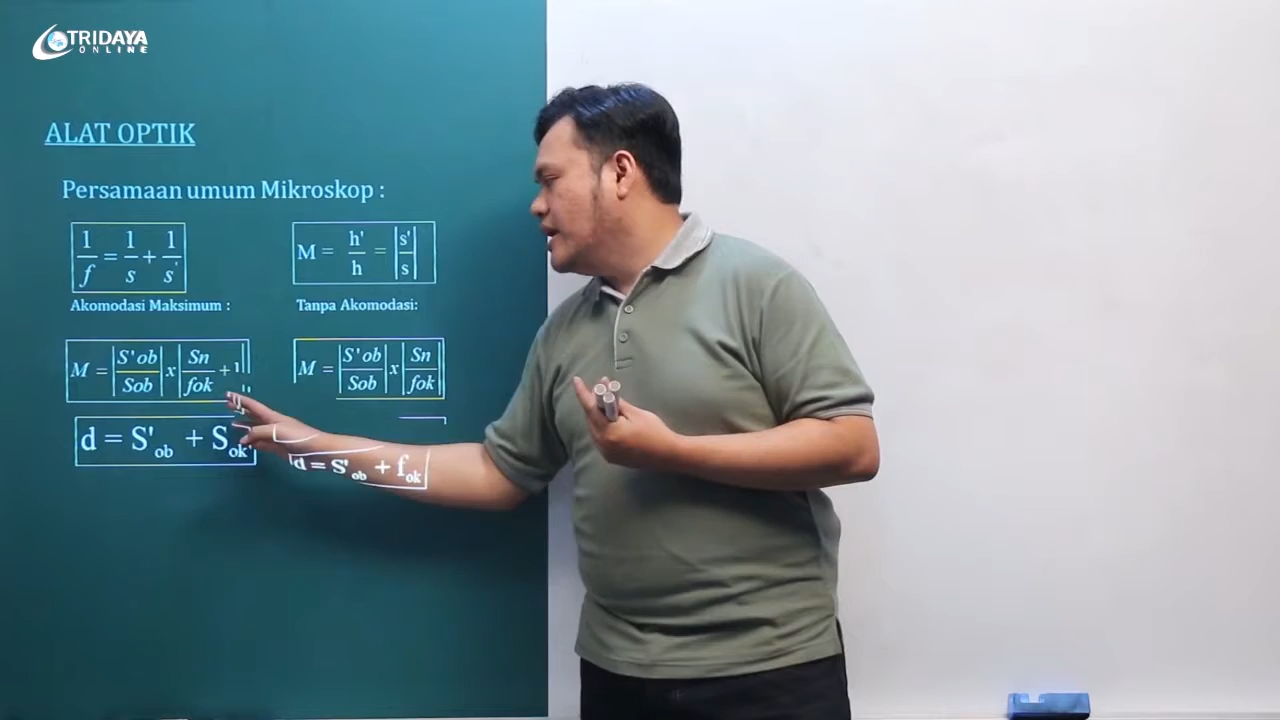 TRIDAYA
ONLINE
ALAT OPTIK
Persamaan umum Mikroskop :
1/f = 1/s + 1/s'
M = h'/h = |s'/s|
Akomodasi Maksimum :
Tanpa Akomodasi:
M = |S'ob/Sob| x |Sn/fok + 1|
M = |S'ob/Sob| x |Sn/fok|
d = S'ob + Sok
d = S'ob + fok